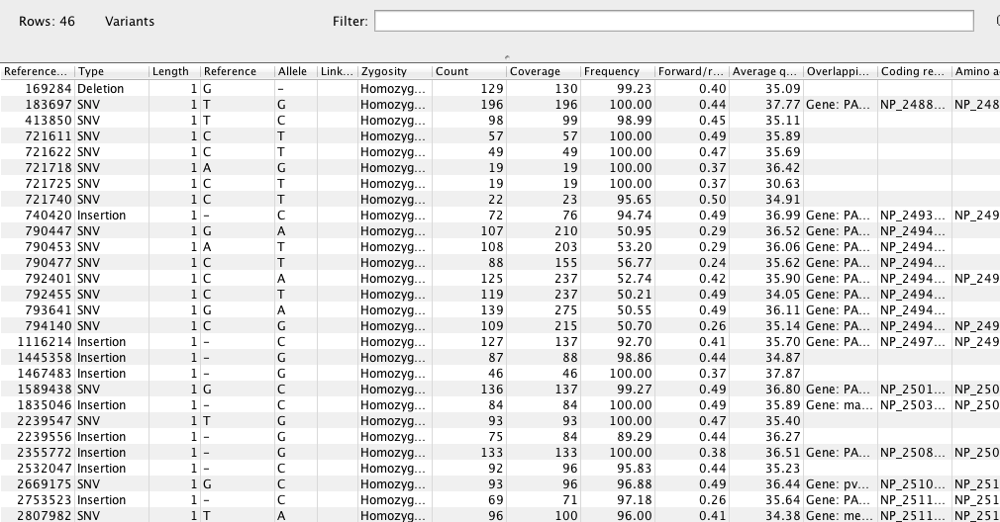 Rows: 46 Variants Filter:
Reference... Type Length Reference Allele Link... Zygosity Count Coverage Frequency Forward/r... Average q... Overlappi... Coding re... Amino a
169284 Deletion 1 G - Homozyg... 129 130 99.23 0.40 35.09
183697 SNV 1 T G Homozyg... 196 196 100.00 0.44 37.77 Gene: PA... NP_2488... NP_248
413850 SNV 1 T C Homozyg... 98 99 98.99 0.45 35.11
721611 SNV 1 C T Homozyg... 57 57 100.00 0.49 35.89
721622 SNV 1 C T Homozyg... 49 49 100.00 0.47 35.69
721718 SNV 1 A G Homozyg... 19 19 100.00 0.37 36.42
721725 SNV 1 C T Homozyg... 19 19 100.00 0.37 30.63
721740 SNV 1 C T Homozyg... 22 23 95.65 0.50 34.91
740420 Insertion 1 - C Homozyg... 72 76 94.74 0.49 36.99 Gene: PA... NP_2493... NP_249
790447 SNV 1 G A Homozyg... 107 210 50.95 0.29 36.52 Gene: PA... NP_2494...
790453 SNV 1 A T Homozyg... 108 203 53.20 0.29 36.06 Gene: PA... NP_2494...
790477 SNV 1 C T Homozyg... 88 155 56.77 0.24 35.62 Gene: PA... NP_2494...
792401 SNV 1 C A Homozyg... 125 237 52.74 0.42 35.90 Gene: PA... NP_2494... NP_249
792455 SNV 1 C T Homozyg... 119 237 50.21 0.49 34.05 Gene: PA... NP_2494...
793641 SNV 1 G A Homozyg... 139 275 50.55 0.49 36.11 Gene: PA... NP_2494...
794140 SNV 1 C G Homozyg... 109 215 50.70 0.26 35.14 Gene: PA... NP_2494... NP_249
1116214 Insertion 1 - C Homozyg... 127 137 92.70 0.41 35.70 Gene: PA... NP_2497... NP_249
1445358 Insertion 1 - G Homozyg... 87 88 98.86 0.44 34.87
1467483 Insertion 1 - G Homozyg... 46 46 100.00 0.37 37.87
1589438 SNV 1 G C Homozyg... 136 137 99.27 0.49 36.80 Gene: PA... NP_2501... NP_250
1835046 Insertion 1 - C Homozyg... 84 84 100.00 0.49 35.89 Gene: ma... NP_2503... NP_250
2239547 SNV 1 T G Homozyg... 93 93 100.00 0.47 35.40
2239556 Insertion 1 - G Homozyg... 75 84 89.29 0.44 36.27
2355772 Insertion 1 - G Homozyg... 133 133 100.00 0.38 36.51 Gene: PA... NP_2508... NP_250
2532047 Insertion 1 - C Homozyg... 92 96 95.83 0.44 35.23
2669175 SNV 1 G C Homozyg... 93 96 96.88 0.49 36.44 Gene: pv... NP_2510... NP_251
2753523 Insertion 1 - C Homozyg... 69 71 97.18 0.26 35.64 Gene: PA... NP_2511... NP_251
2807982 SNV 1 T A Homozyg... 96 100 96.00 0.41 34.38 Gene: me... NP_2511... NP_251